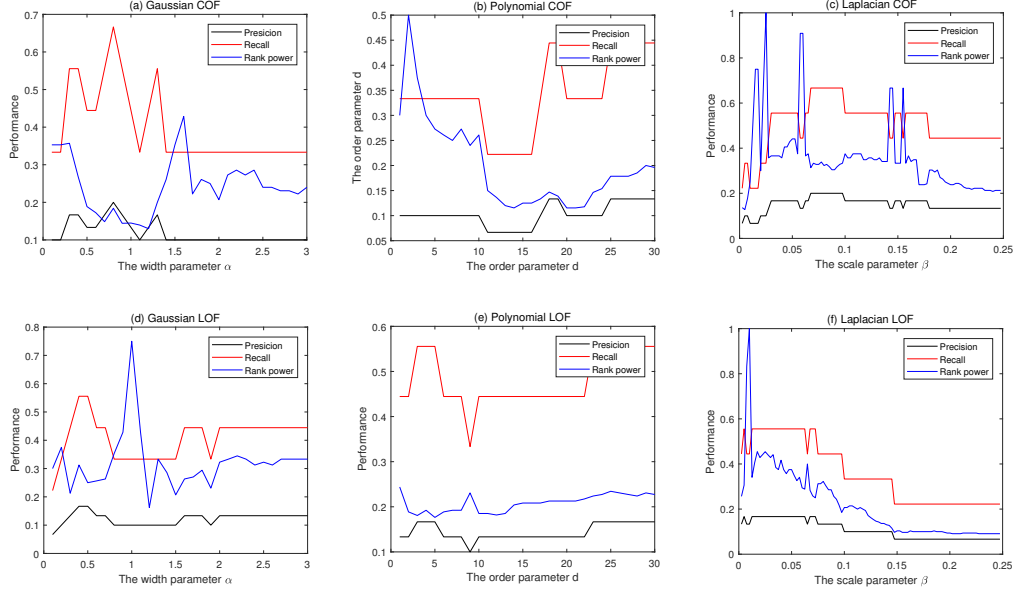 (a) Gaussian COF
0.7
0.6
0.5
0.4
0.3
0.2
0.1
Performance
Presicion
Recall
Rank power
0 0.5 1 1.5 2 2.5 3
The width parameter α
(b) Polynomial COF
0.5
0.45
0.4
0.35
0.3
0.25
0.2
0.15
0.1
0.05
The order parameter d
Precision
Recall
Rank power
0 5 10 15 20 25 30
The order parameter d
(c) Laplacian COF
1
0.8
0.6
0.4
0.2
0
Performance
Presicion
Recall
Rank power
0 0.05 0.1 0.15 0.2 0.25
The scale parameter β
(d) Gaussian LOF
0.8
0.7
0.6
0.5
0.4
0.3
0.2
0.1
0
Performance
Presicion
Recall
Rank power
0 0.5 1 1.5 2 2.5 3
The width parameter α
(e) Polynomial LOF
0.6
0.5
0.4
0.3
0.2
0.1
Performance
Presicion
Recall
Rank power
0 5 10 15 20 25 30
The order parameter d
(f) Laplacian LOF
1
0.8
0.6
0.4
0.2
0
Performance
Precision
Recall
Rank power
0 0.05 0.1 0.15 0.2 0.25
The scale parameter β